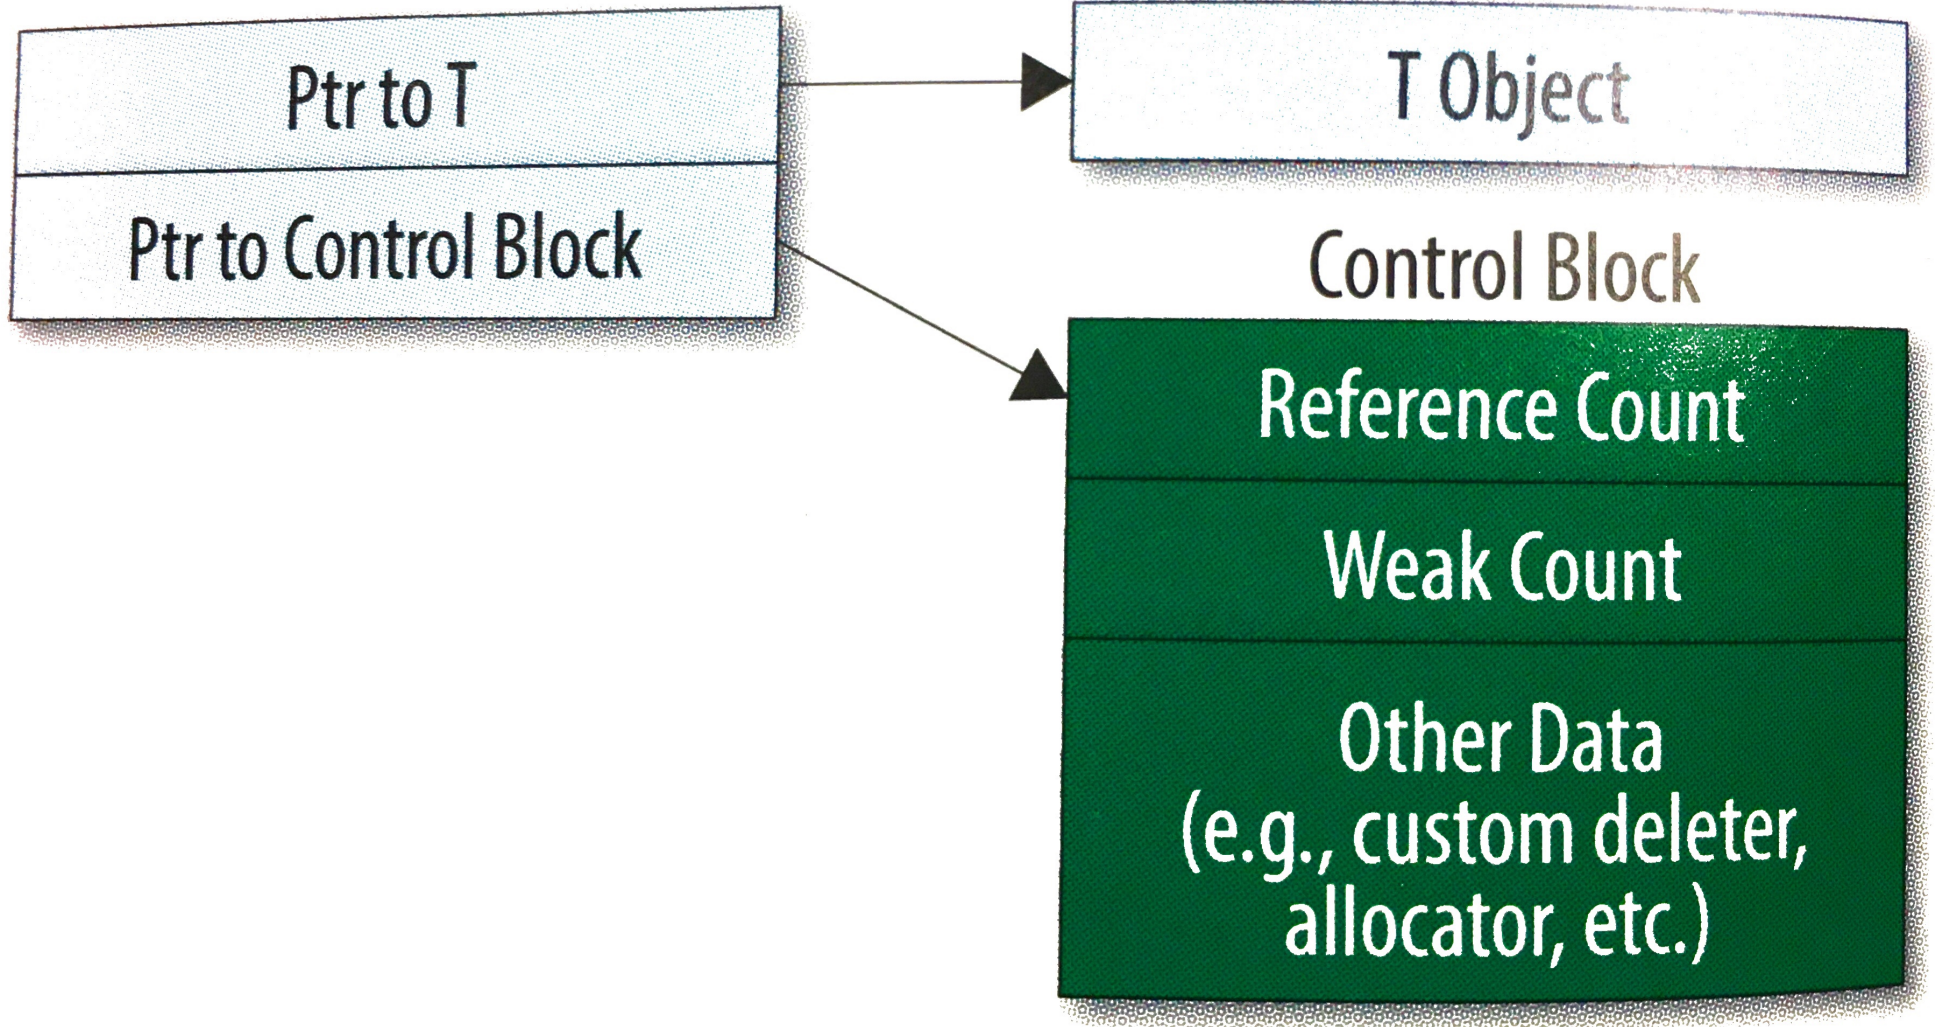 Ptr to T
Ptr to Control Block
T Object
Control Block
Reference Count
Weak Count
Other Data
(e.g., custom deleter,
allocator, etc.)